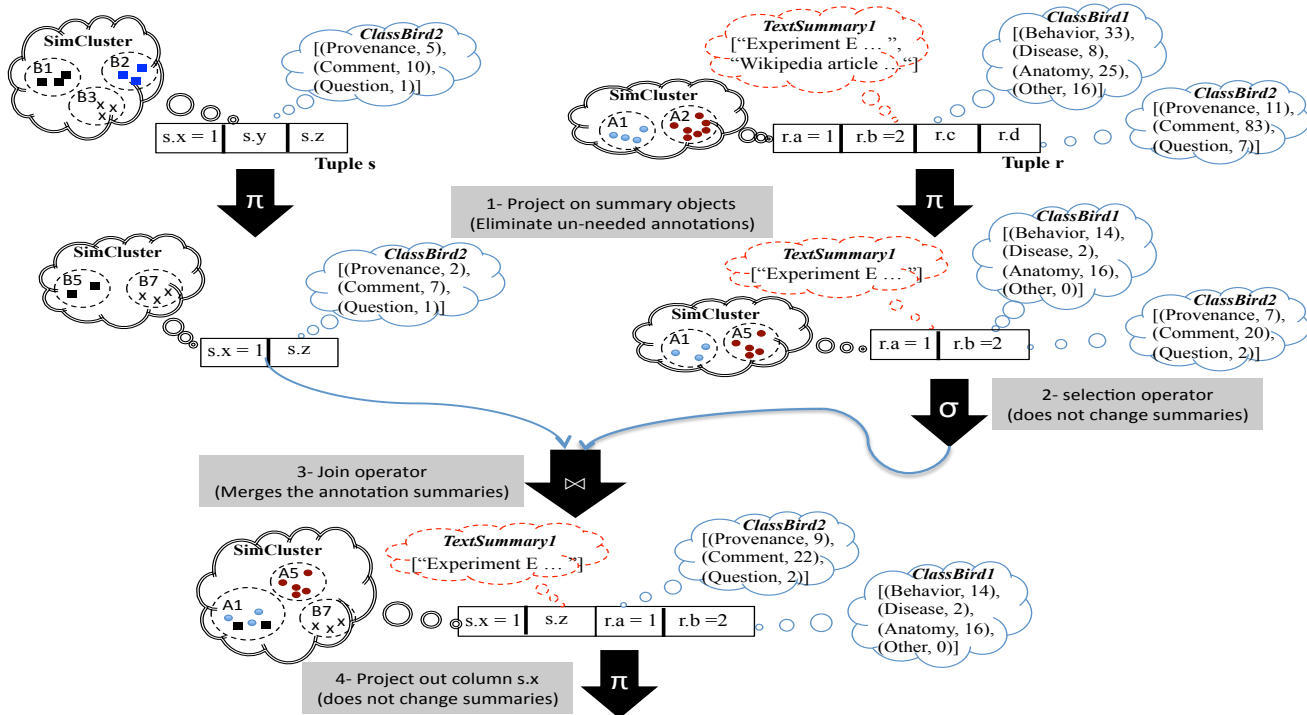 SimCluster
B1
B2
B3
ClassBird2
[(Provenance, 5),
(Comment, 10),
(Question, 1)]
s.x = 1 s.y s.z
Tuple s
TextSummary1
["Experiment E … ",
"Wikipedia article … "]
ClassBird1
[(Behavior, 33),
(Disease, 8),
(Anatomy, 25),
(Other, 16)]
SimCluster
A1
A2
ClassBird2
[(Provenance, 11),
(Comment, 83),
(Question, 7)]
r.a = 1 r.b =2 r.c r.d
Tuple r
π
1- Project on summary objects
(Eliminate un-needed annotations)
π
SimCluster
B5
B7
x x x x
ClassBird2
[(Provenance, 2),
(Comment, 7),
(Question, 1)]
s.x = 1 s.z
TextSummary1
["Experiment E … "]
ClassBird1
[(Behavior, 14),
(Disease, 2),
(Anatomy, 16),
(Other, 0)]
SimCluster
A1
A5
ClassBird2
[(Provenance, 7),
(Comment, 20),
(Question, 2)]
r.a = 1 r.b =2
σ
2- selection operator
(does not change summaries)
3- Join operator
(Merges the annotation summaries)
⋈
SimCluster
A5
A1
B7
x x x
TextSummary1
["Experiment E … "]
ClassBird2
[(Provenance, 9),
(Comment, 22),
(Question, 2)]
ClassBird1
[(Behavior, 14),
(Disease, 2),
(Anatomy, 16),
(Other, 0)]
s.x = 1 s.z r.a = 1 r.b =2
4- Project out column s.x
(does not change summaries)
π